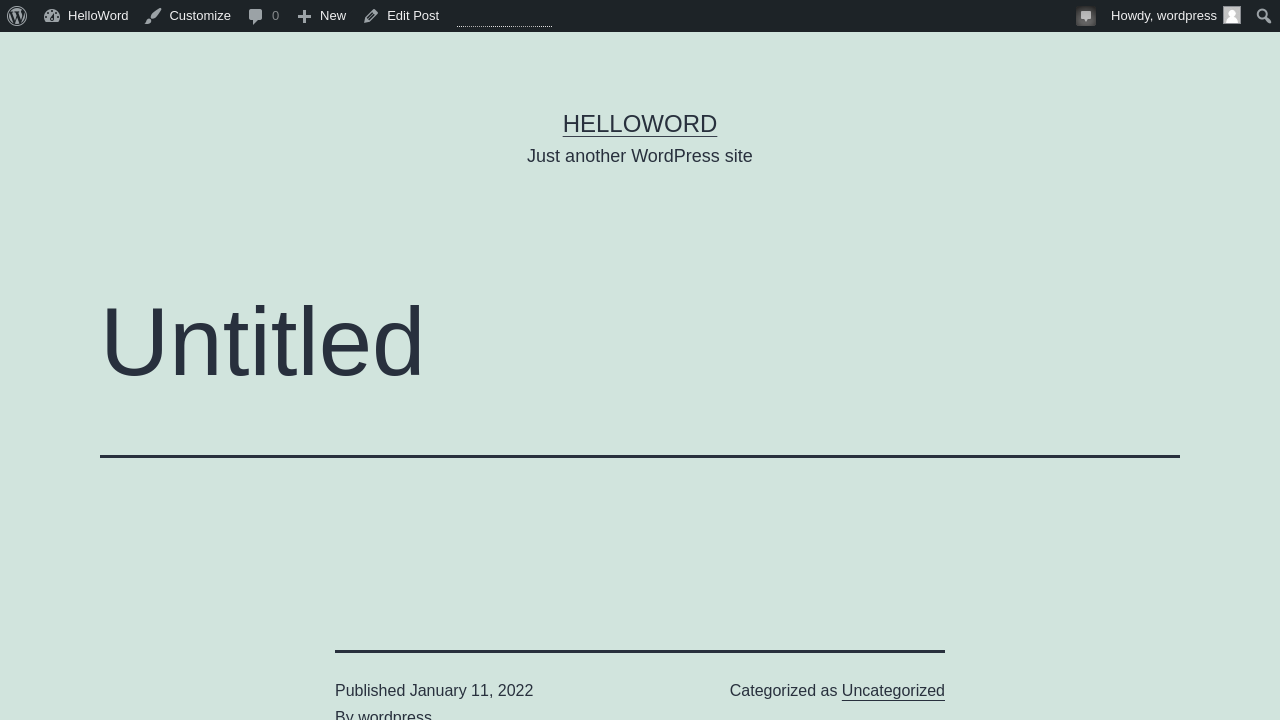 HelloWord Customize 0 New Edit Post Howdy, wordpress
HELLOWORD
Just another WordPress site
Untitled
Published January 11, 2022 Categorized as Uncategorized
By wordpress